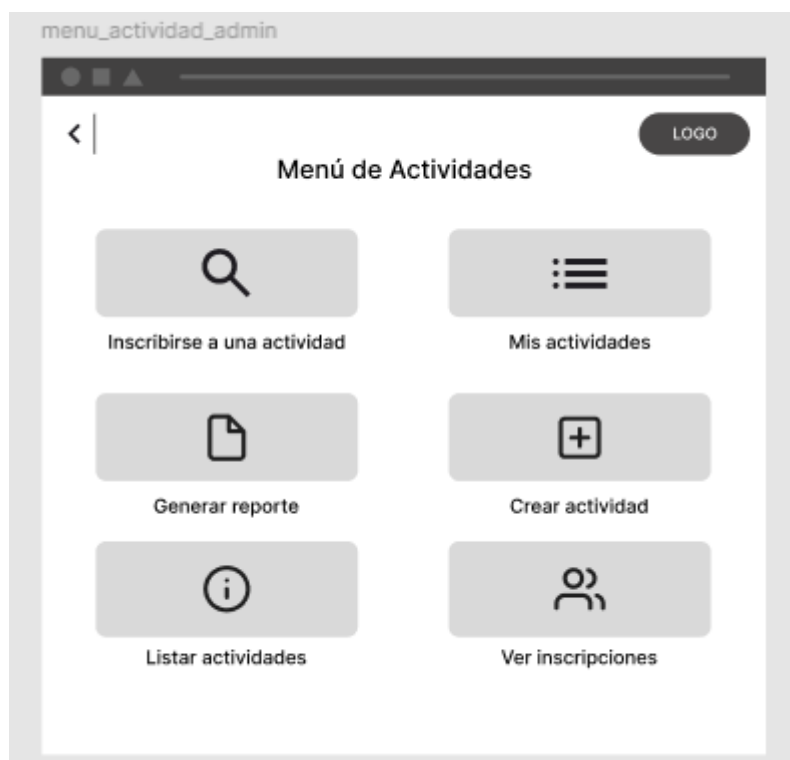 menu_actividad_admin
LOGO
Menú de Actividades
Inscribirse a una actividad
Mis actividades
Generar reporte
Crear actividad
Listar actividades
Ver inscripciones